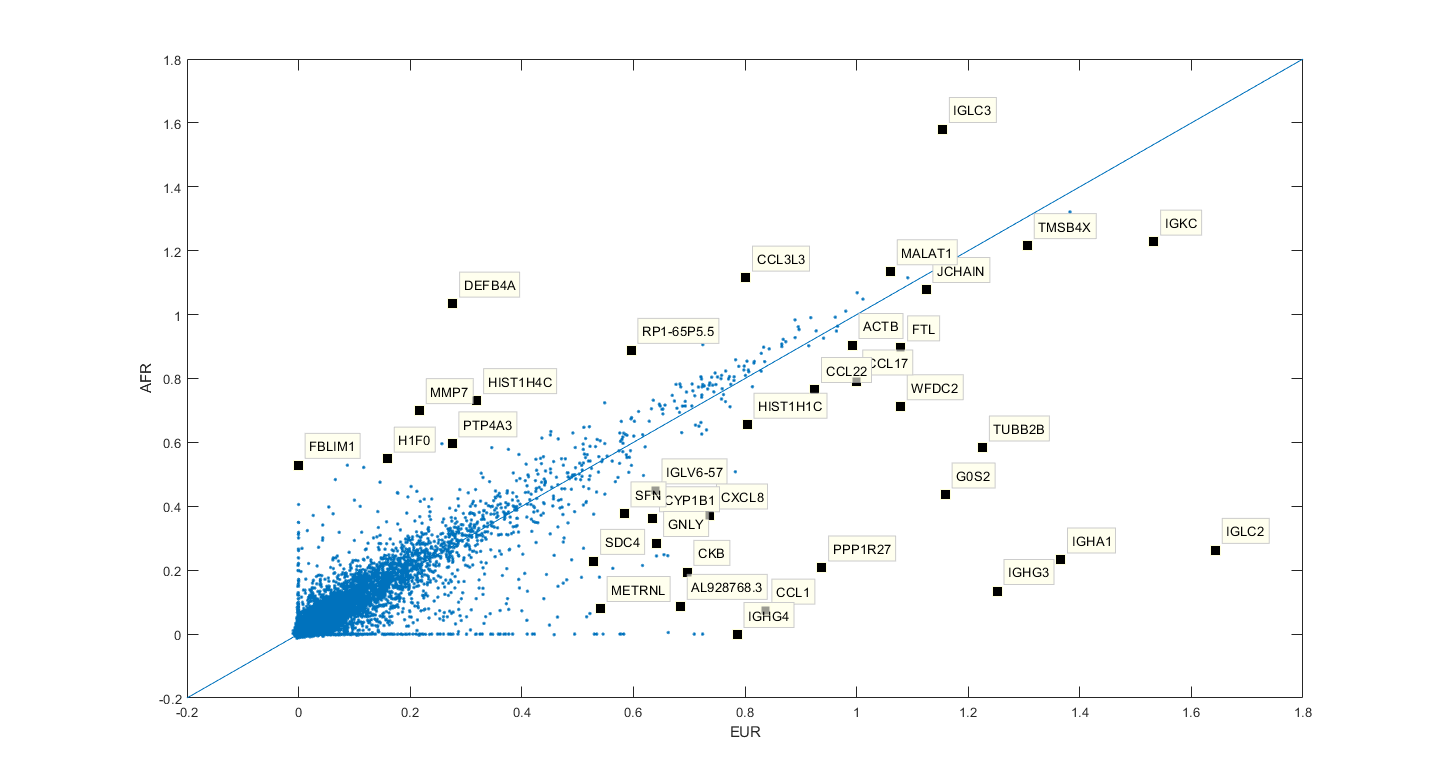 1.8
1.6
1.4
1.2
1
0.8
0.6
0.4
0.2
0
-0.2
AFR
IGLC3
TMSB4X
IGKC
MALAT1
JCHAIN
CCL3L3
DEFB4A
RP1-65P5.5
ACTB
FTL
CCL17
CCL22
WFDC2
HIST1H4C
MMP7
HIST1H1C
PTP4A3
H1F0
FBLIM1
TUBB2B
G0S2
IGLV6-57
SFN
CYP1B1
CXCL8
GNLY
SDC4
CKB
PPP1R27
IGHA1
IGLC2
IGHG3
METRNL
AL928768.3
CCL1
IGHG4
-0.2
0
0.2
0.4
0.6
0.8
1
1.2
1.4
1.6
1.8
EUR